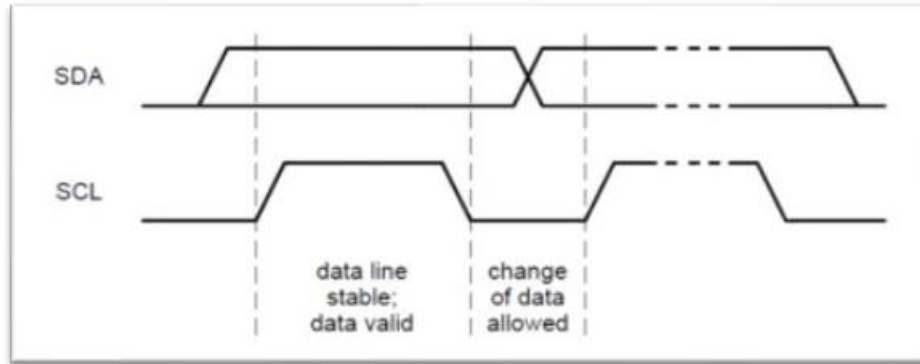 SDA
SCL
data line
stable;
data valid
change
of data
allowed